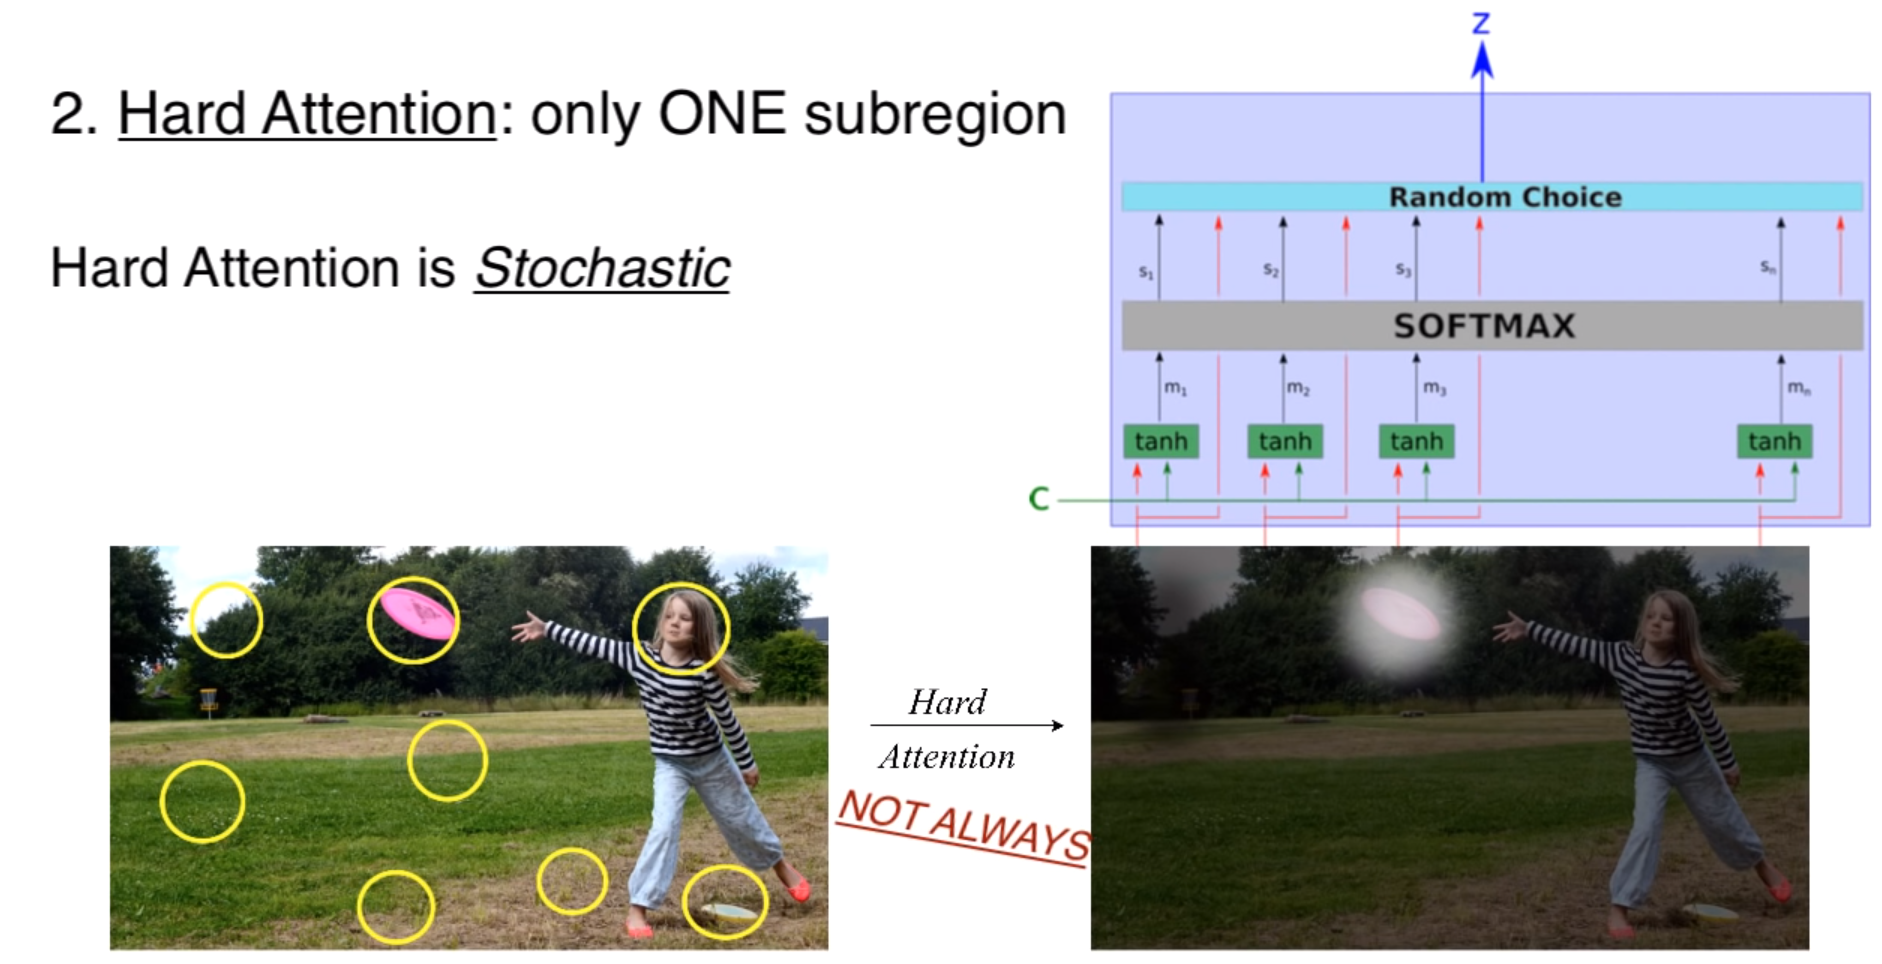 2. Hard Attention: only ONE subregion
Hard Attention is Stochastic
Z
Random Choice
s1 s2 s3 sn
SOFTMAX
m1 m2 m3 mn
tanh tanh tanh tanh
C
Hard
Attention
NOT ALWAYS